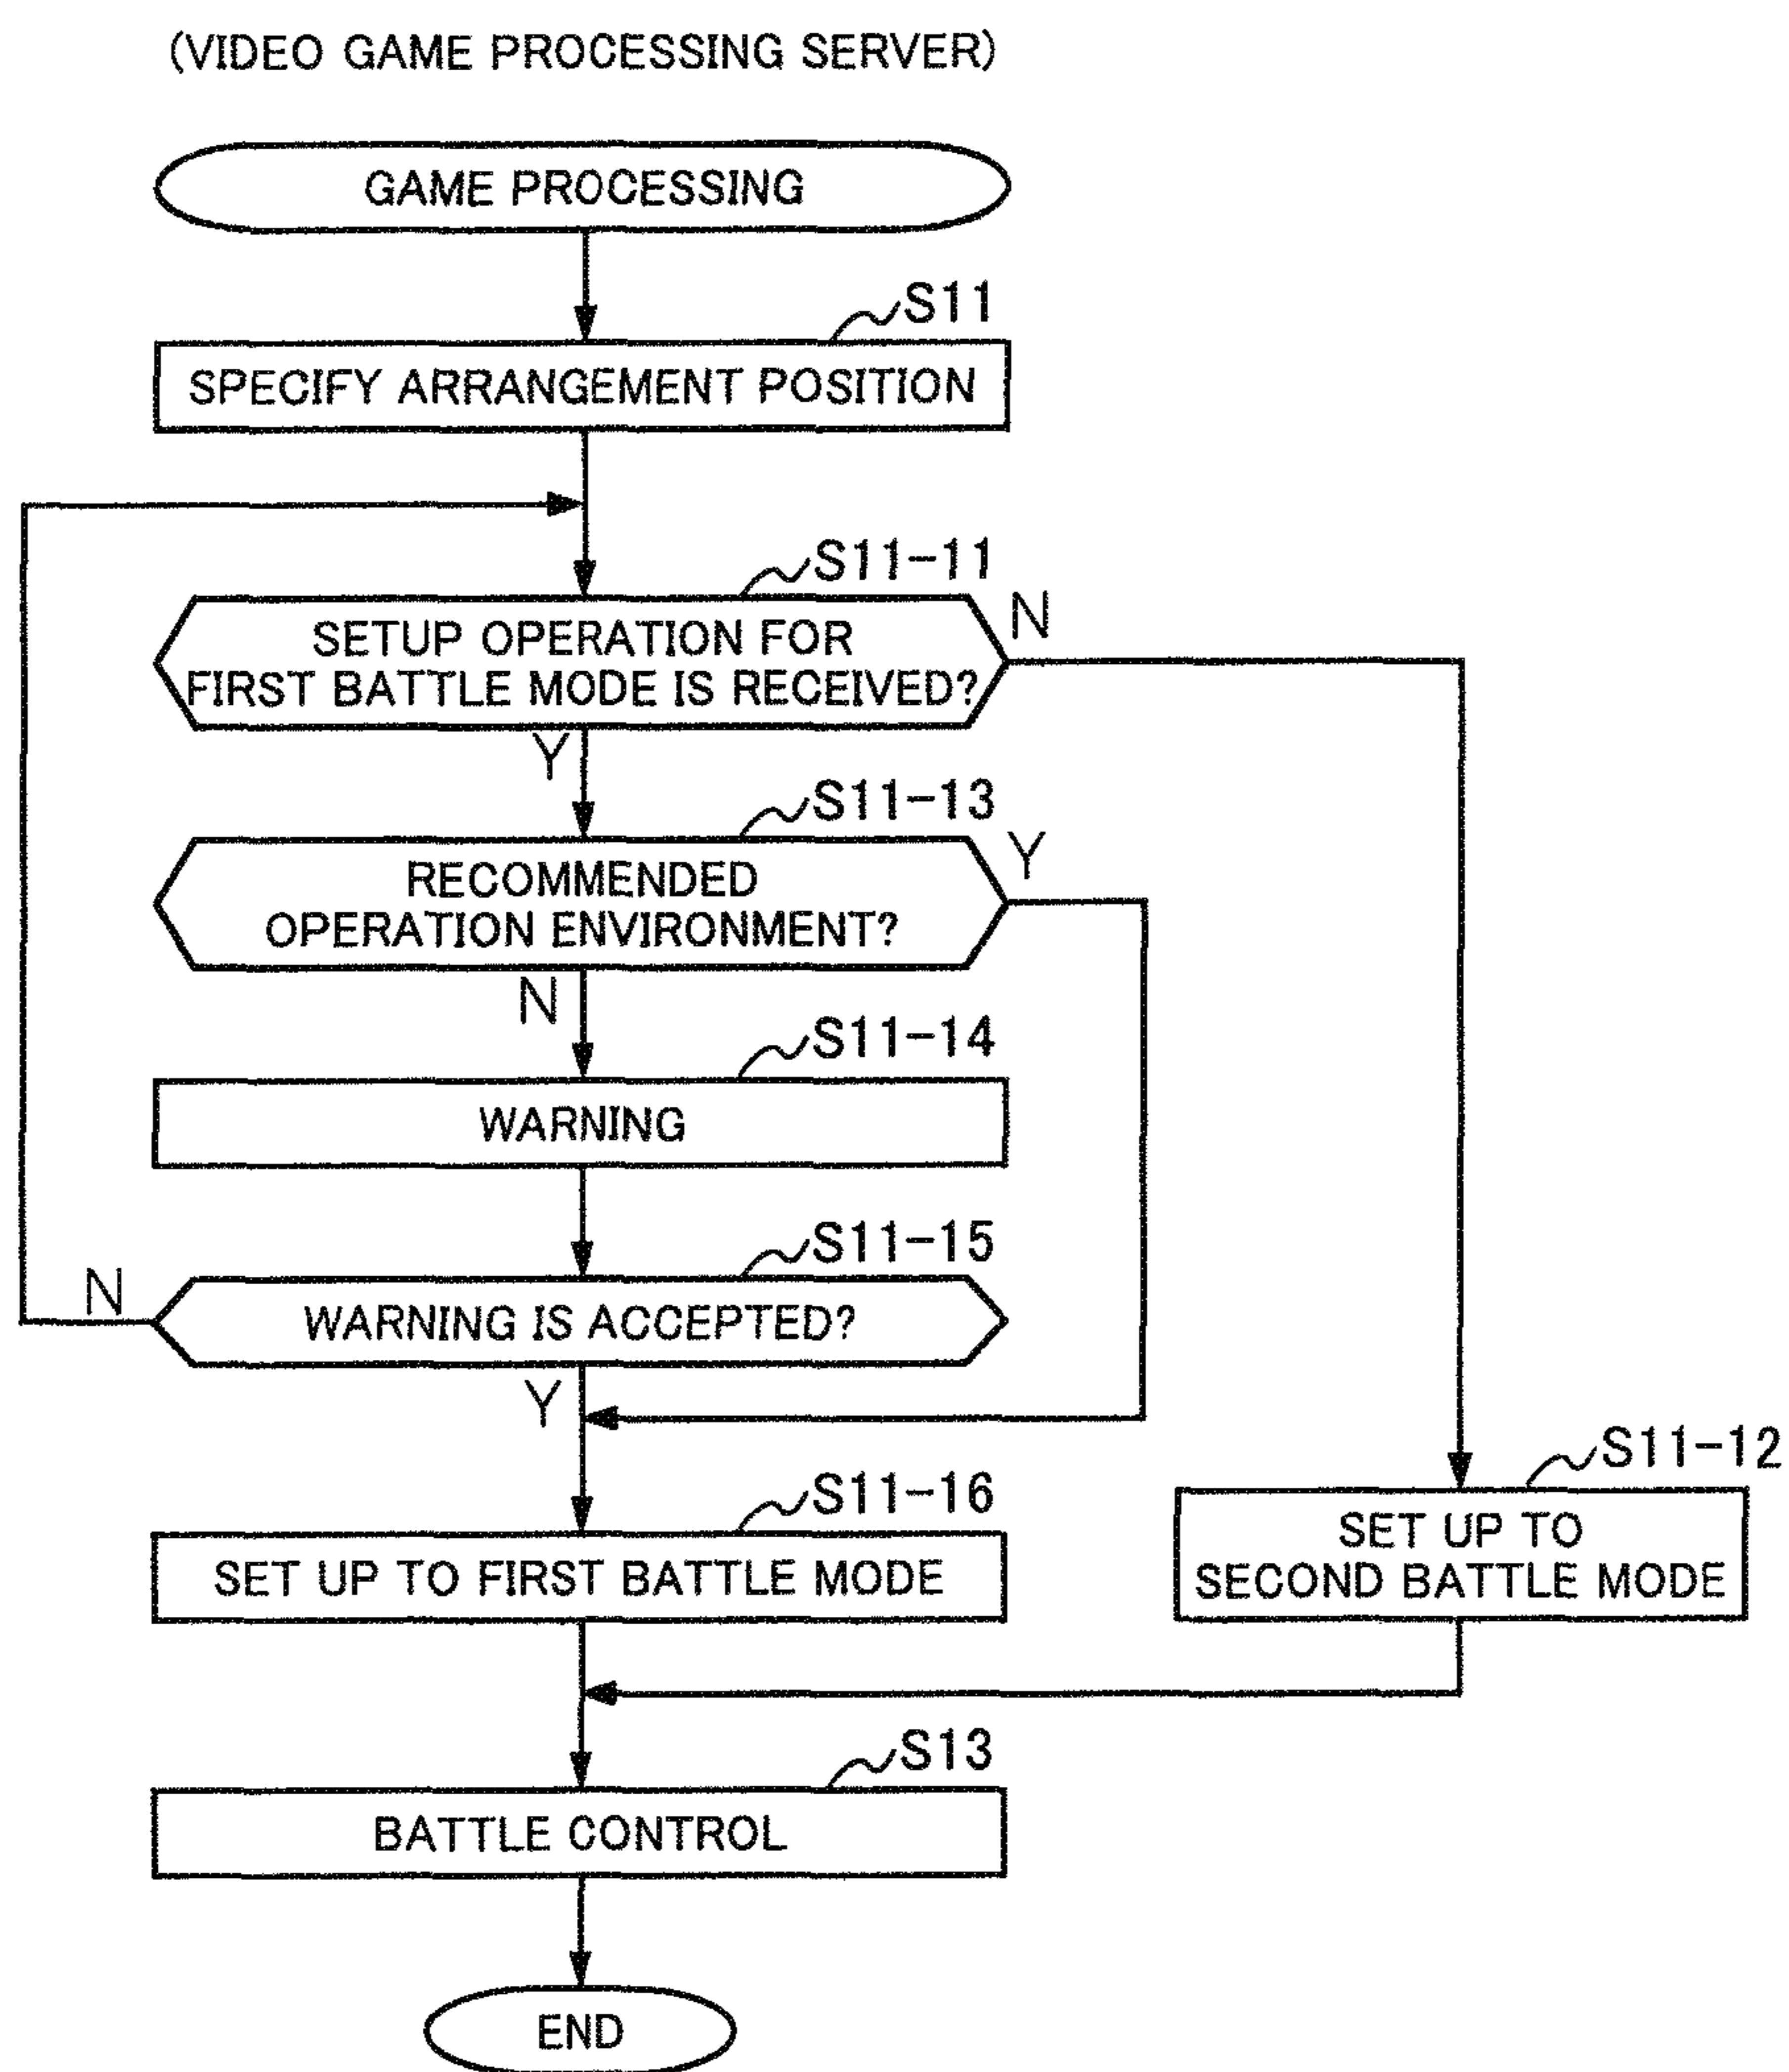 (VIDEO GAME PROCESSING SERVER)
GAME PROCESSING
S11
SPECIFY ARRANGEMENT POSITION
S11-11
SETUP OPERATION FOR
FIRST BATTLE MODE IS RECEIVED?
N
Y
S11-13
RECOMMENDED
OPERATION ENVIRONMENT?
Y
N
S11-14
WARNING
S11-15
WARNING IS ACCEPTED?
N
Y
S11-16
SET UP TO FIRST BATTLE MODE
S11-12
SET UP TO
SECOND BATTLE MODE
S13
BATTLE CONTROL
END